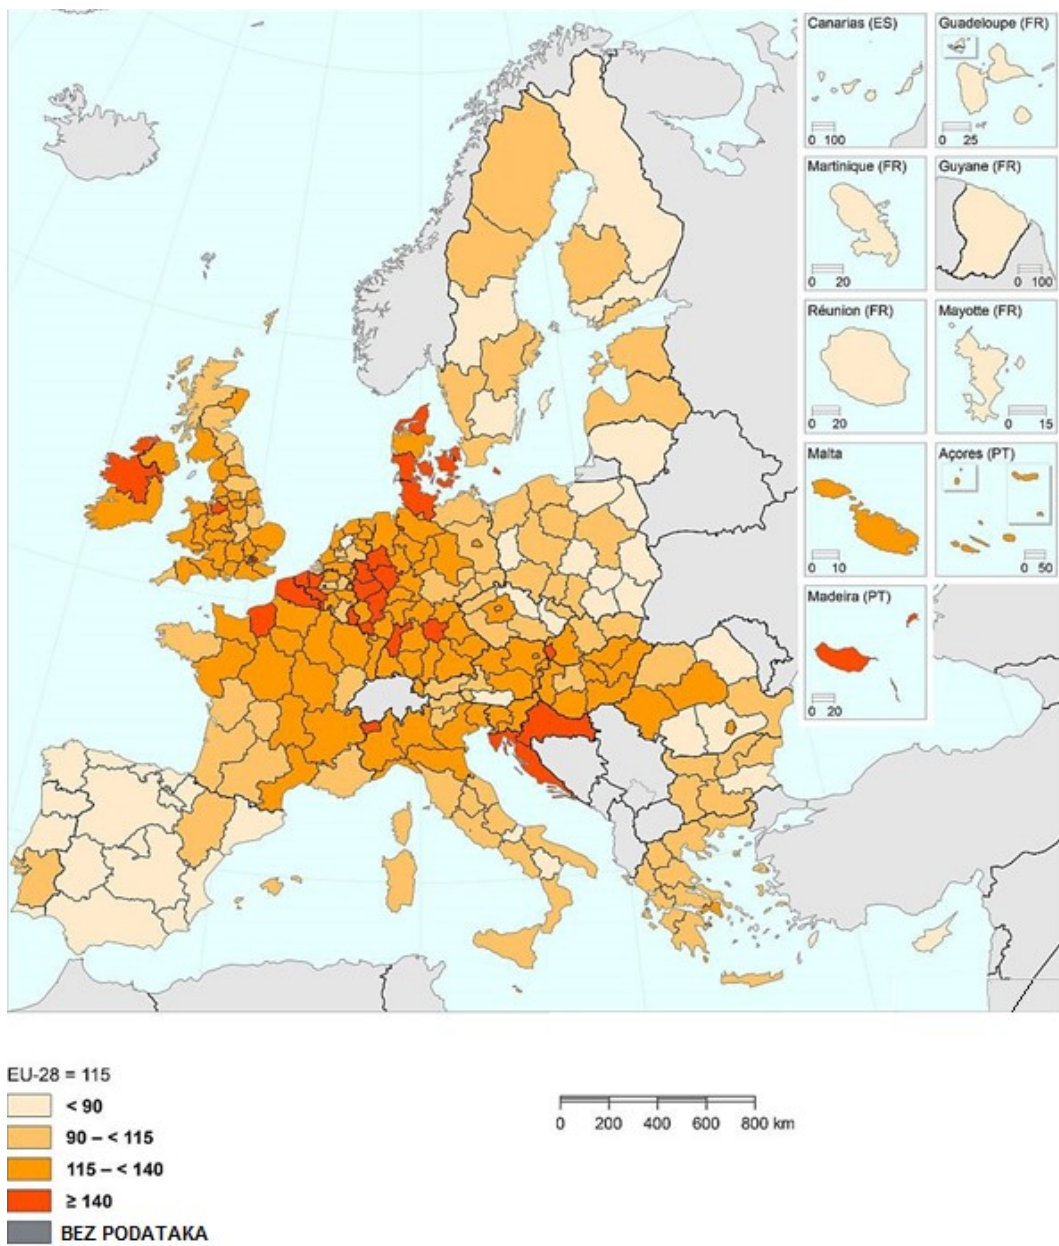 Canarias (ES)
0 100
Guadeloupe (FR)
0 25
Martinique (FR)
0 20
Guyane (FR)
0 100
Réunion (FR)
0 20
Mayotte (FR)
0 15
Malta
0 10
Açores (PT)
0 50
Madeira (PT)
0 20
EU-28 = 115
< 90
90 – < 115
115 – < 140
≥ 140
BEZ PODATAKA
0 200 400 600 800 km